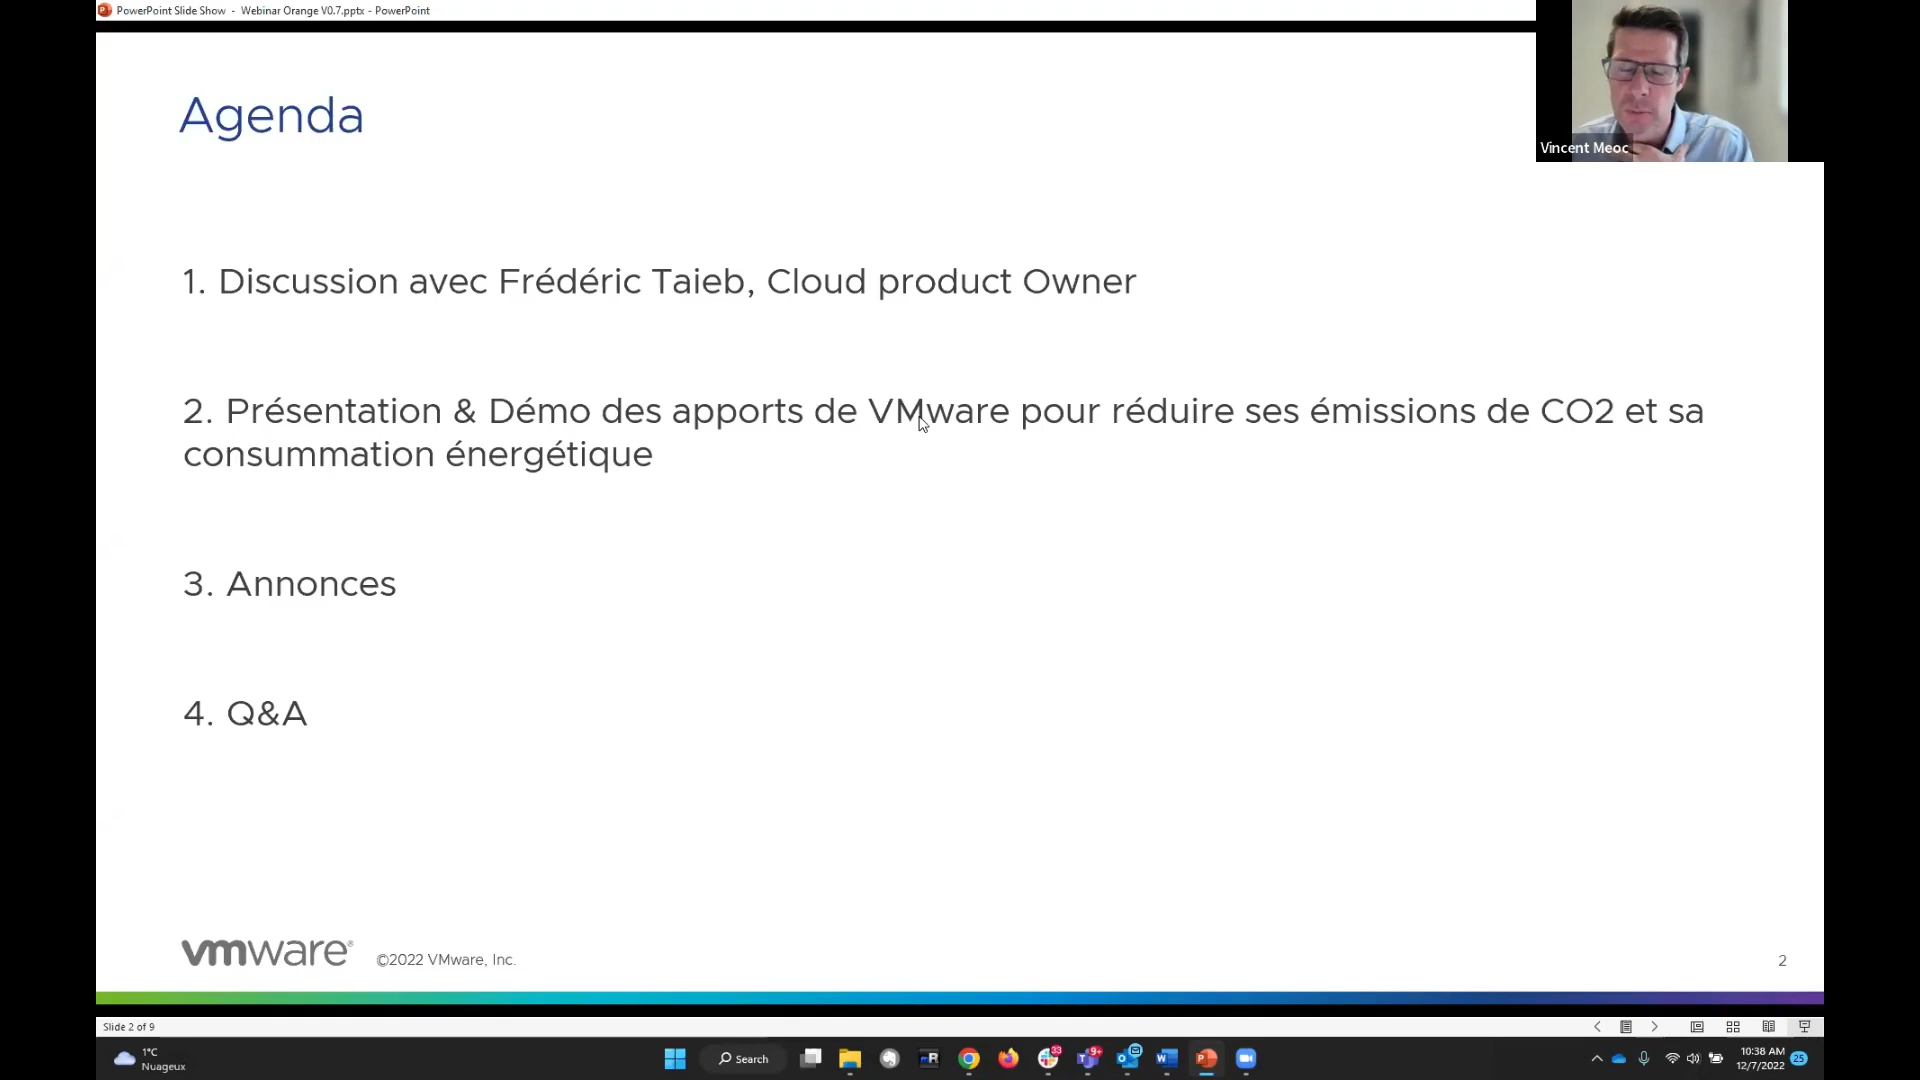 PowerPoint Slide Show - Webinar Orange V0.7.pptx - PowerPoint
Vincent Meoc
Agenda
1. Discussion avec Frédéric Taieb, Cloud product Owner
2. Présentation & Démo des apports de VMware pour réduire ses émissions de CO2 et sa
consummation énergétique
3. Annonces
4. Q&A
vmware®
©2022 VMware, Inc.
2
Slide 2 of 9
1°C
Nuageux
Search
R
33
9+
10:38 AM
12/7/2022
25